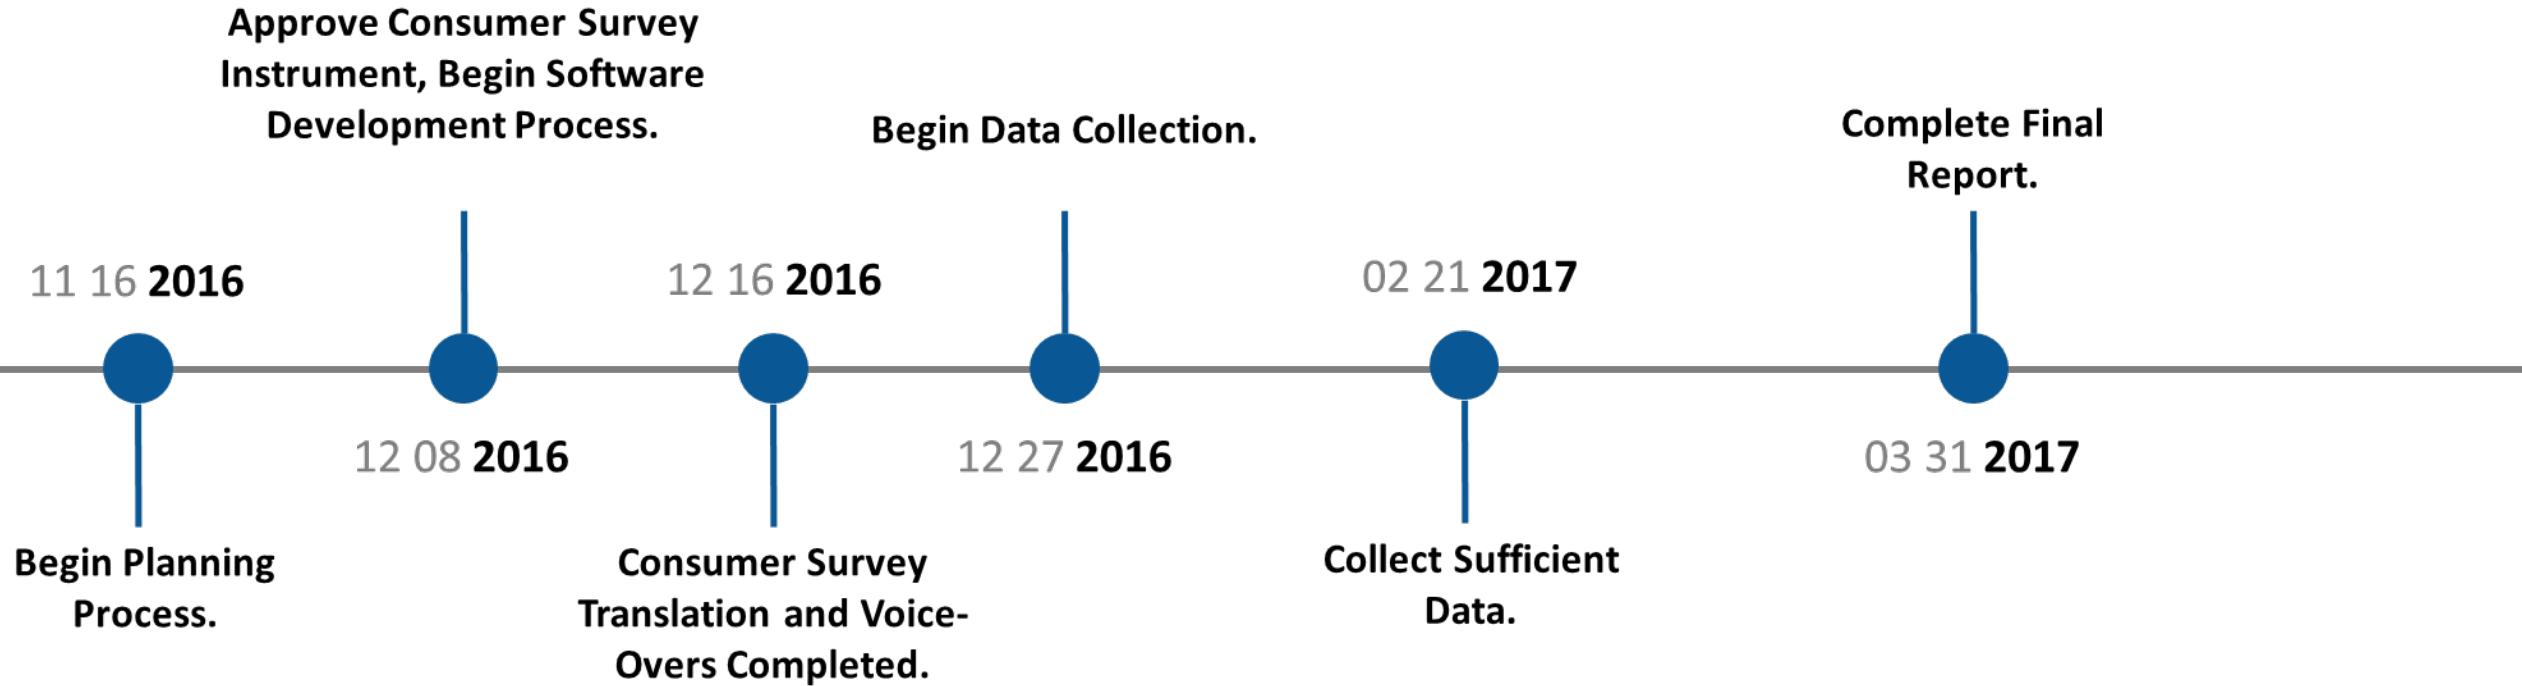 Approve Consumer Survey
Instrument, Begin Software
Development Process.
Begin Data Collection.
Complete Final
Report.
11 16 2016
12 16 2016
02 21 2017
12 08 2016
12 27 2016
03 31 2017
Begin Planning
Process.
Consumer Survey
Translation and Voice-
Overs Completed.
Collect Sufficient
Data.